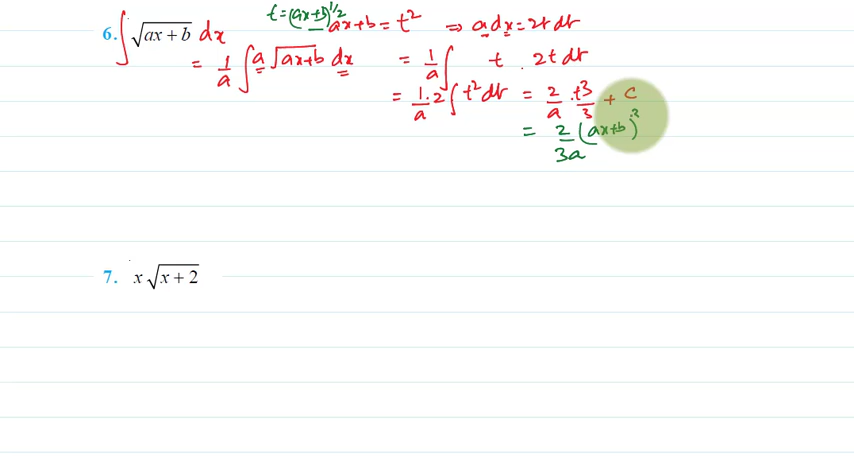 t = (ax+b)^1/2 ax+b = t² ⇒ adx = 2t dt
6. ∫ √ax + b dx
= 1/a ∫ a √ax+b dx = 1/a ∫ t . 2t dt
= 1/a . 2 ∫ t² dt = 2/a . t³/3 + c
= 2/3a (ax+b)
7. x √x + 2